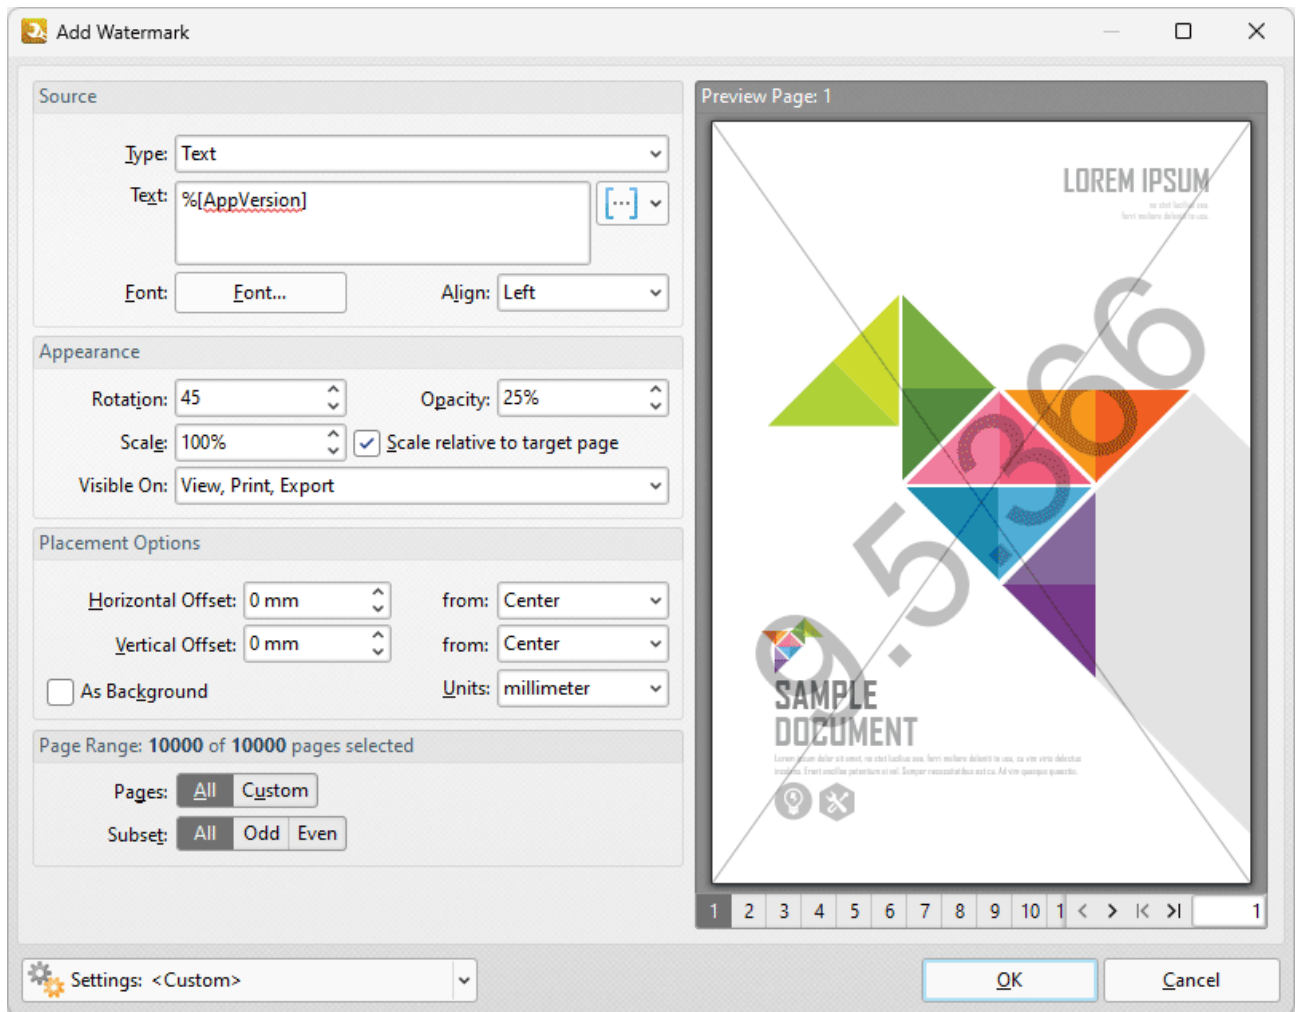 Add Watermark
Source
Type: Text
Text: %[AppVersion]
Font: Font... Align: Left
Appearance
Rotation: 45 Opacity: 25%
Scale: 100% Scale relative to target page
Visible On: View, Print, Export
Placement Options
Horizontal Offset: 0 mm from: Center
Vertical Offset: 0 mm from: Center
As Background Units: millimeter
Page Range: 10000 of 10000 pages selected
Pages: All Custom
Subset: All Odd Even
Preview Page: 1
LOREM IPSUM
9.5.366
SAMPLE
DOCUMENT
1 2 3 4 5 6 7 8 9 10 1 1
Settings: <Custom>
OK Cancel